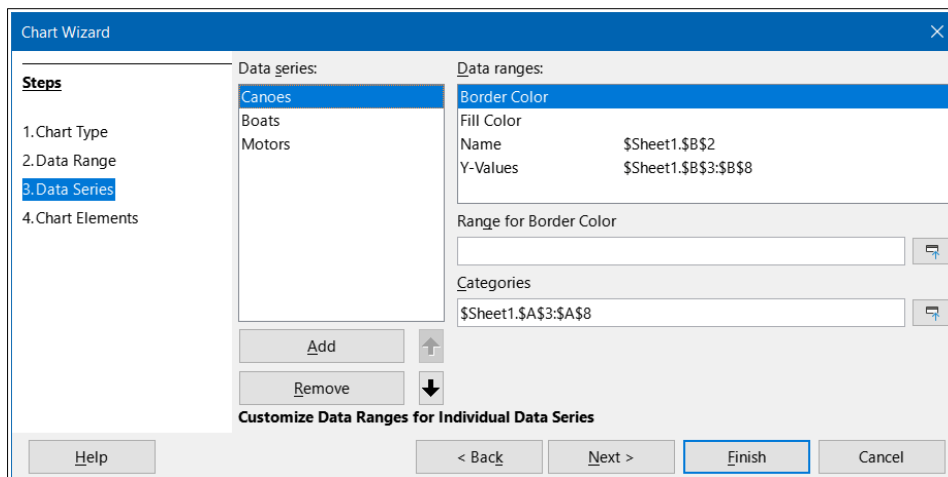 Chart Wizard
Steps
1. Chart Type
2. Data Range
3. Data Series
4. Chart Elements
Data series:
Canoes
Boats
Motors
Add
Remove
Data ranges:
Border Color
Fill Color
Name $Sheet1.$B$2
Y-Values $Sheet1.$B$3:$B$8
Range for Border Color
Categories
$Sheet1.$A$3:$A$8
Customize Data Ranges for Individual Data Series
Help
< Back
Next >
Finish
Cancel